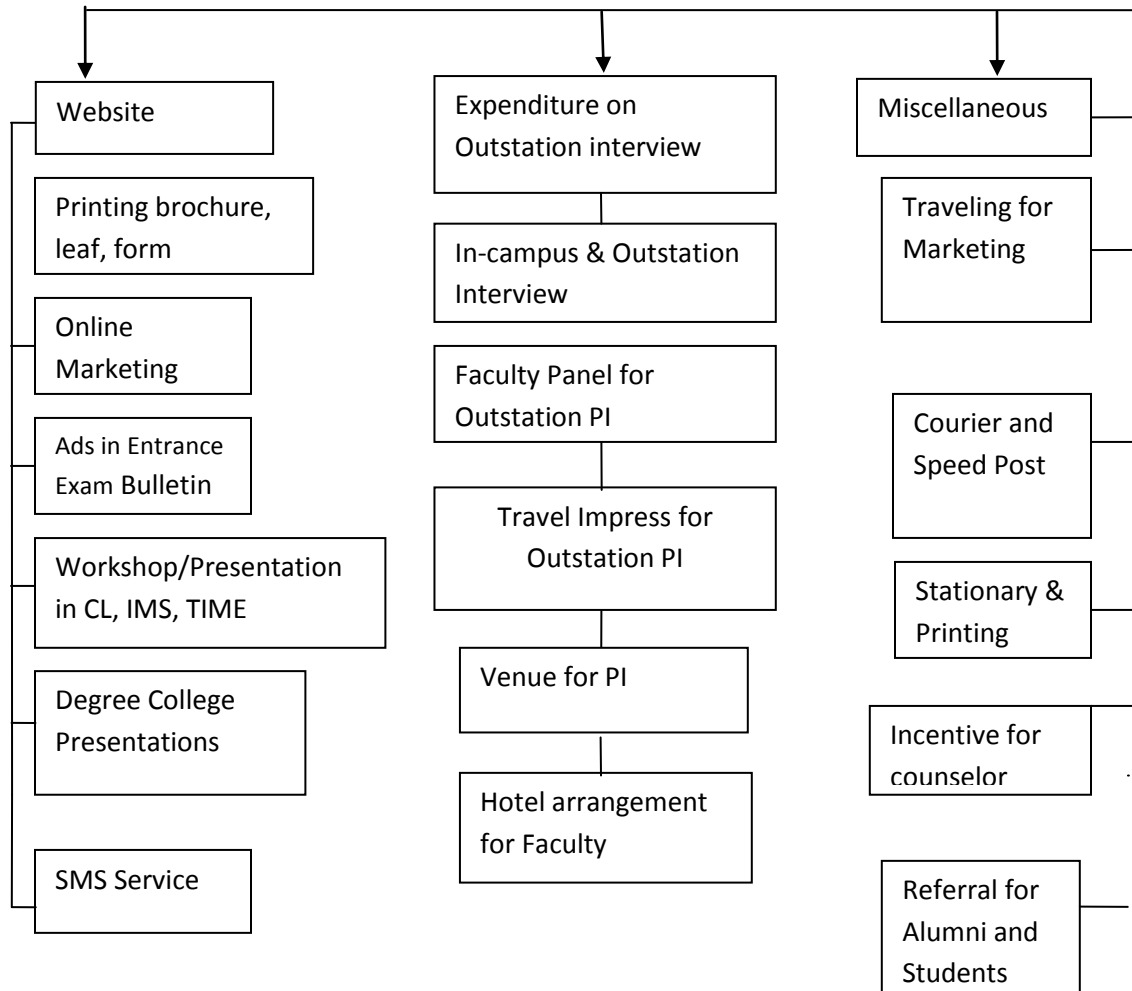 Website
Printing brochure,
leaf, form
Online
Marketing
Ads in Entrance
Exam Bulletin
Workshop/Presentation
in CL, IMS, TIME
Degree College
Presentations
SMS Service
Expenditure on
Outstation interview
In-campus & Outstation
Interview
Faculty Panel for
Outstation PI
Travel Impress for
Outstation PI
Venue for PI
Hotel arrangement
for Faculty
Miscellaneous
Traveling for
Marketing
Courier and
Speed Post
Stationary &
Printing
Incentive for
counselor
Referral for
Alumni and
Students